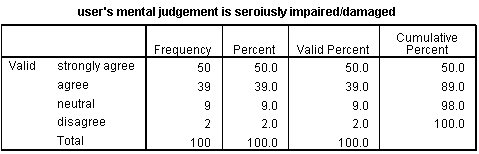 user's mental judgement is seroiusly impaired/damaged
Frequency Percent Valid Percent Cumulative Percent
Valid strongly agree 50 50.0 50.0 50.0
agree 39 39.0 39.0 89.0
neutral 9 9.0 9.0 98.0
disagree 2 2.0 2.0 100.0
Total 100 100.0 100.0